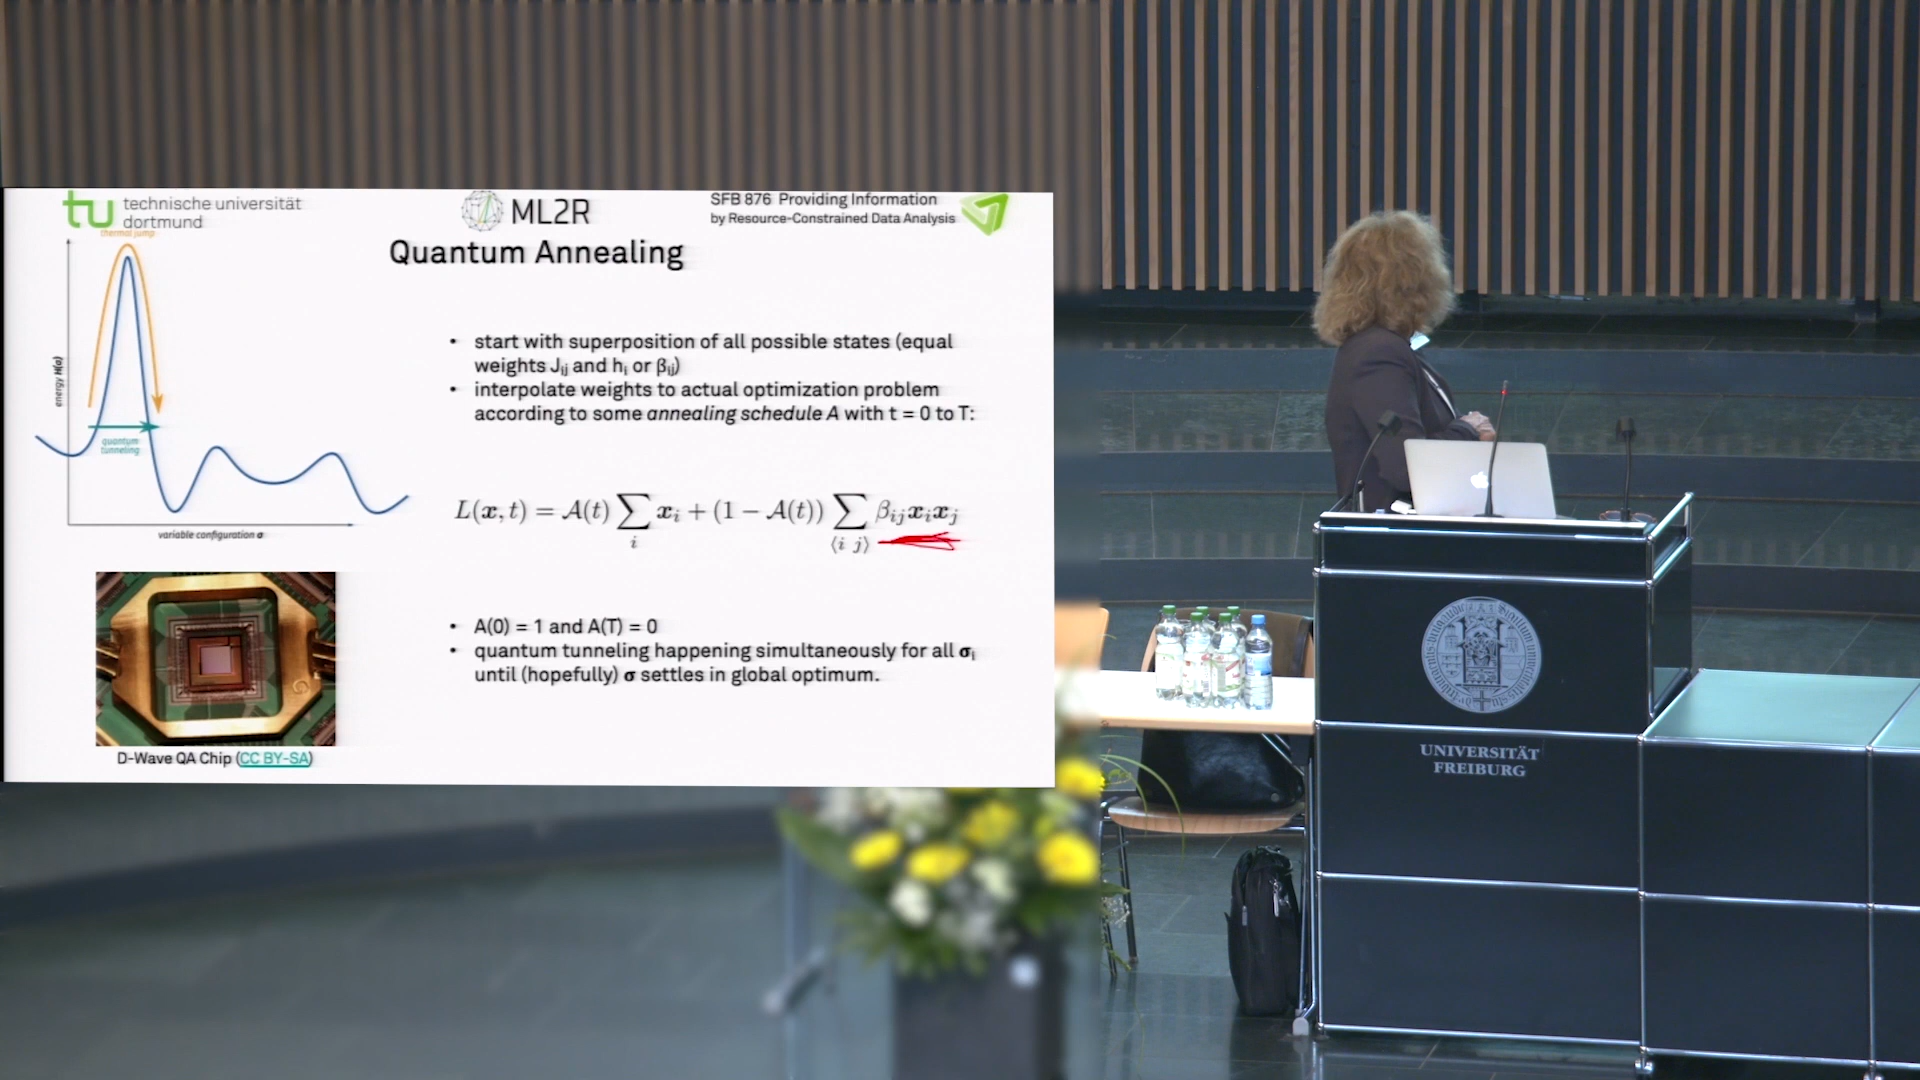 technische universität
dortmund
ML2R
SFB 876 Providing Information
by Resource-Constrained Data Analysis
Quantum Annealing
thermal jump
energy H(σ)
quantum
tunneling
variable configuration σ
• start with superposition of all possible states (equal
weights Jij and hi or βij)
• interpolate weights to actual optimization problem
according to some annealing schedule A with t = 0 to T:
L(x, t) = A(t) ∑ xi + (1 − A(t)) ∑ βijxixj
i ⟨i j⟩
• A(0) = 1 and A(T) = 0
• quantum tunneling happening simultaneously for all σi
until (hopefully) σ settles in global optimum.
D-Wave QA Chip (CC BY-SA)
UNIVERSITÄT
FREIBURG